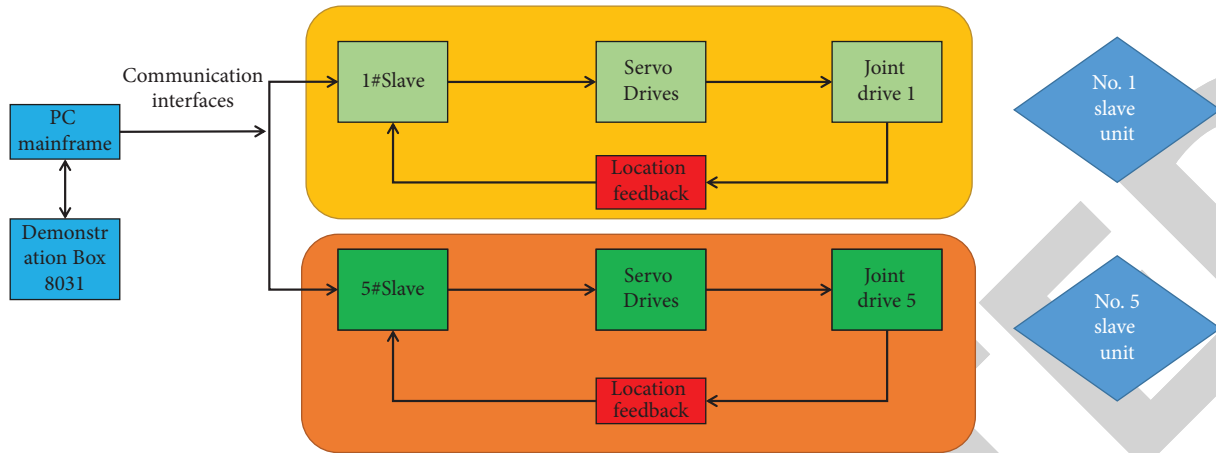 Communication
interfaces
PC
mainframe
Demonstr
ation Box
8031
1#Slave
Servo
Drives
Joint
drive 1
Location
feedback
No. 1
slave
unit
5#Slave
Servo
Drives
Joint
drive 5
Location
feedback
No. 5
slave
unit